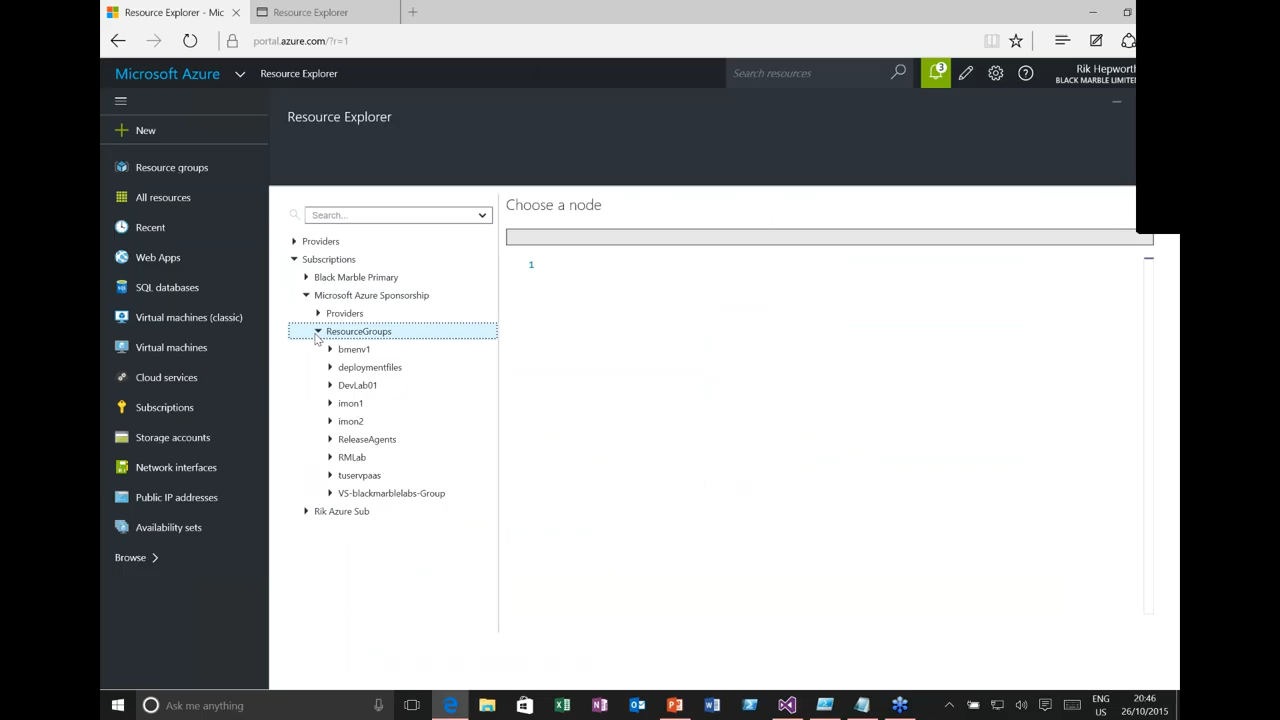 Resource Explorer - Mic
Resource Explorer
portal.azure.com/?r=1
Microsoft Azure
Resource Explorer
Search resources
3
Rik Hepworth
BLACK MARBLE LIMITED
Resource Explorer
New
Resource groups
All resources
Recent
Web Apps
SQL databases
Virtual machines (classic)
Virtual machines
Cloud services
Subscriptions
Storage accounts
Network interfaces
Public IP addresses
Availability sets
Browse
Search...
Providers
Subscriptions
Black Marble Primary
Microsoft Azure Sponsorship
Providers
ResourceGroups
bmenv1
deploymentfiles
DevLab01
imon1
imon2
ReleaseAgents
RMLab
tuservpaas
VS-blackmarblelabs-Group
Rik Azure Sub
Choose a node
1
Ask me anything
ENG
US
20:46
26/10/2015